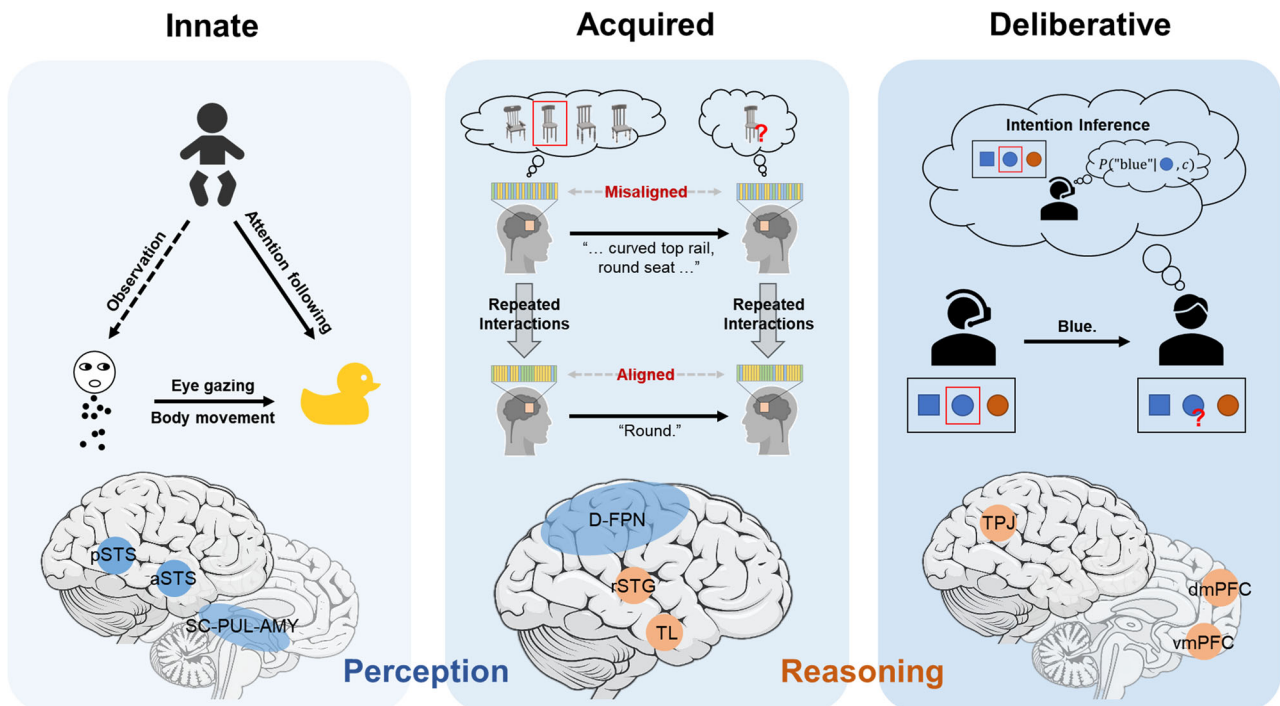 Innate
Acquired
Deliberative
Observation
Attention following
Eye gazing
Body movement
pSTS
aSTS
SC-PUL-AMY
?
Misaligned
“… curved top rail,
round seat …”
Repeated
Interactions
Repeated
Interactions
Aligned
“Round.”
D-FPN
rSTG
TL
Intention Inference
P("blue"| , c)
Blue.
?
TPJ
dmPFC
vmPFC
Perception
Reasoning